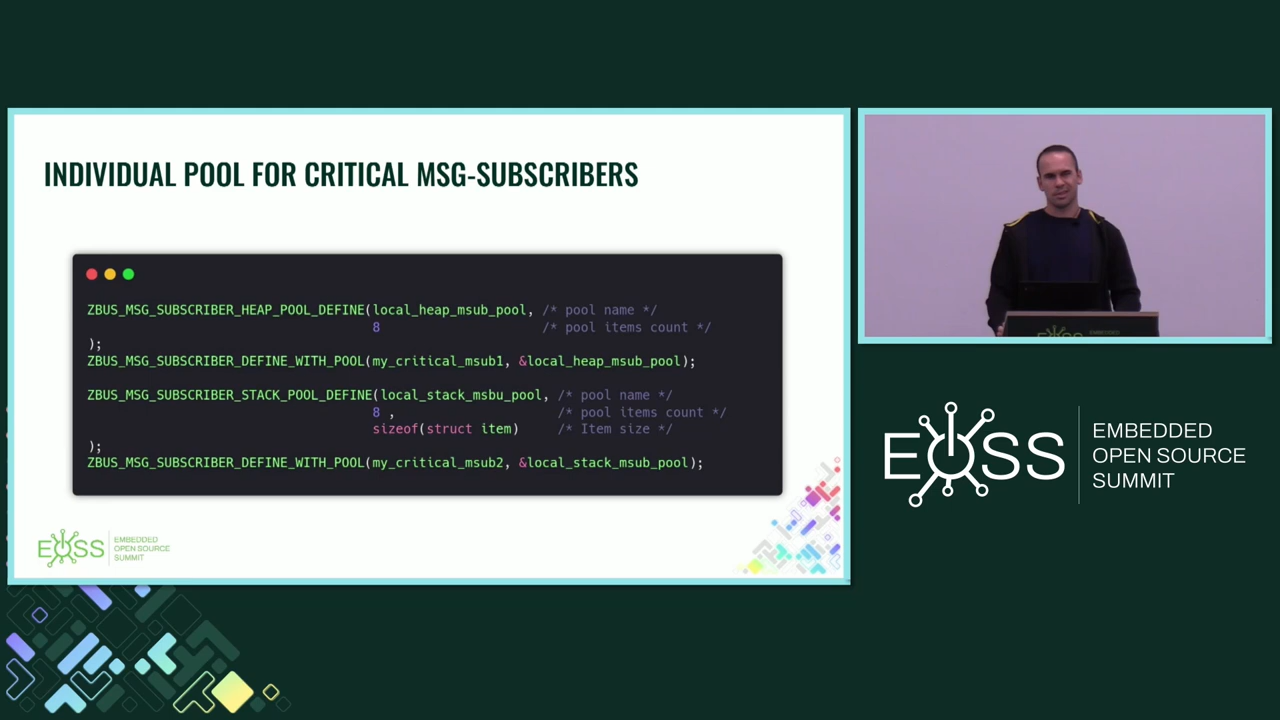 INDIVIDUAL POOL FOR CRITICAL MSG-SUBSCRIBERS
ZBUS_MSG_SUBSCRIBER_HEAP_POOL_DEFINE(local_heap_msub_pool, /* pool name */
8 /* pool items count */
);
ZBUS_MSG_SUBSCRIBER_DEFINE_WITH_POOL(my_critical_msub1, &local_heap_msub_pool);
ZBUS_MSG_SUBSCRIBER_STACK_POOL_DEFINE(local_stack_msbu_pool, /* pool name */
8 , /* pool items count */
sizeof(struct item) /* Item size */
);
ZBUS_MSG_SUBSCRIBER_DEFINE_WITH_POOL(my_critical_msub2, &local_stack_msub_pool);
EOSS
EMBEDDED
OPEN SOURCE
SUMMIT
EOSS
EMBEDDED
OPEN SOURCE
SUMMIT